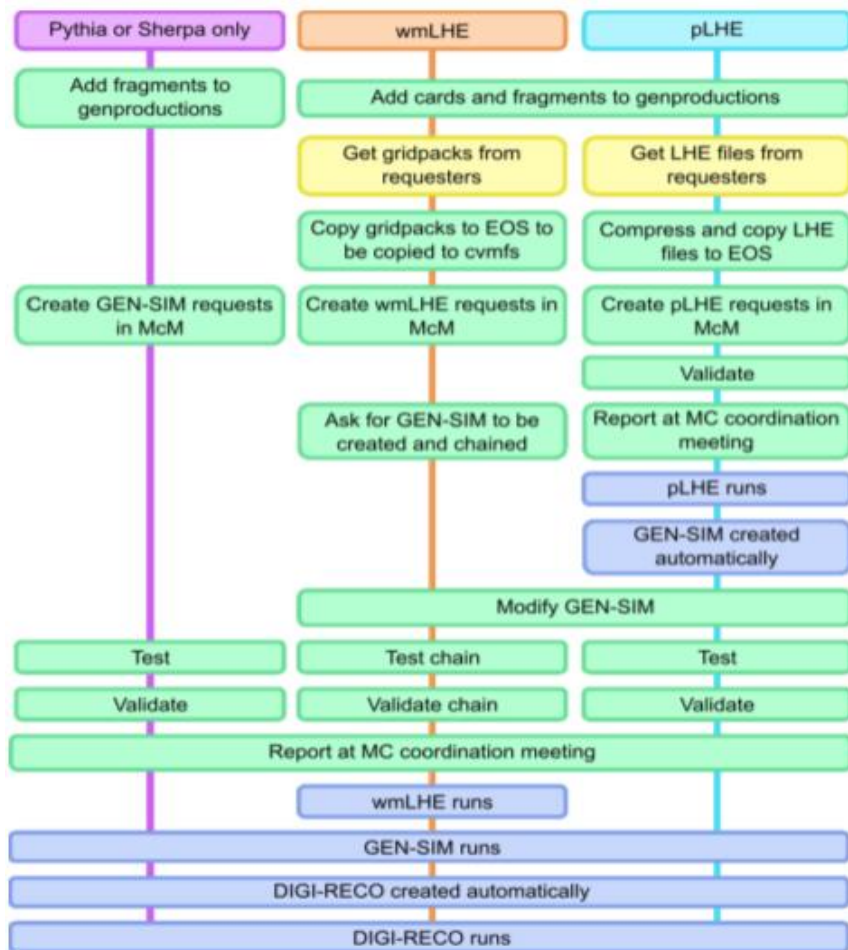 Pythia or Sherpa only
wmLHE
pLHE
Add fragments to
genproductions
Add cards and fragments to genproductions
Get gridpacks from
requesters
Get LHE files from
requesters
Copy gridpacks to EOS to
be copied to cvmfs
Compress and copy LHE
files to EOS
Create GEN-SIM requests
in McM
Create wmLHE requests in
McM
Create pLHE requests in
McM
Validate
Ask for GEN-SIM to be
created and chained
Report at MC coordination
meeting
pLHE runs
GEN-SIM created
automatically
Modify GEN-SIM
Test
Test chain
Test
Validate
Validate chain
Validate
Report at MC coordination meeting
wmLHE runs
GEN-SIM runs
DIGI-RECO created automatically
DIGI-RECO runs